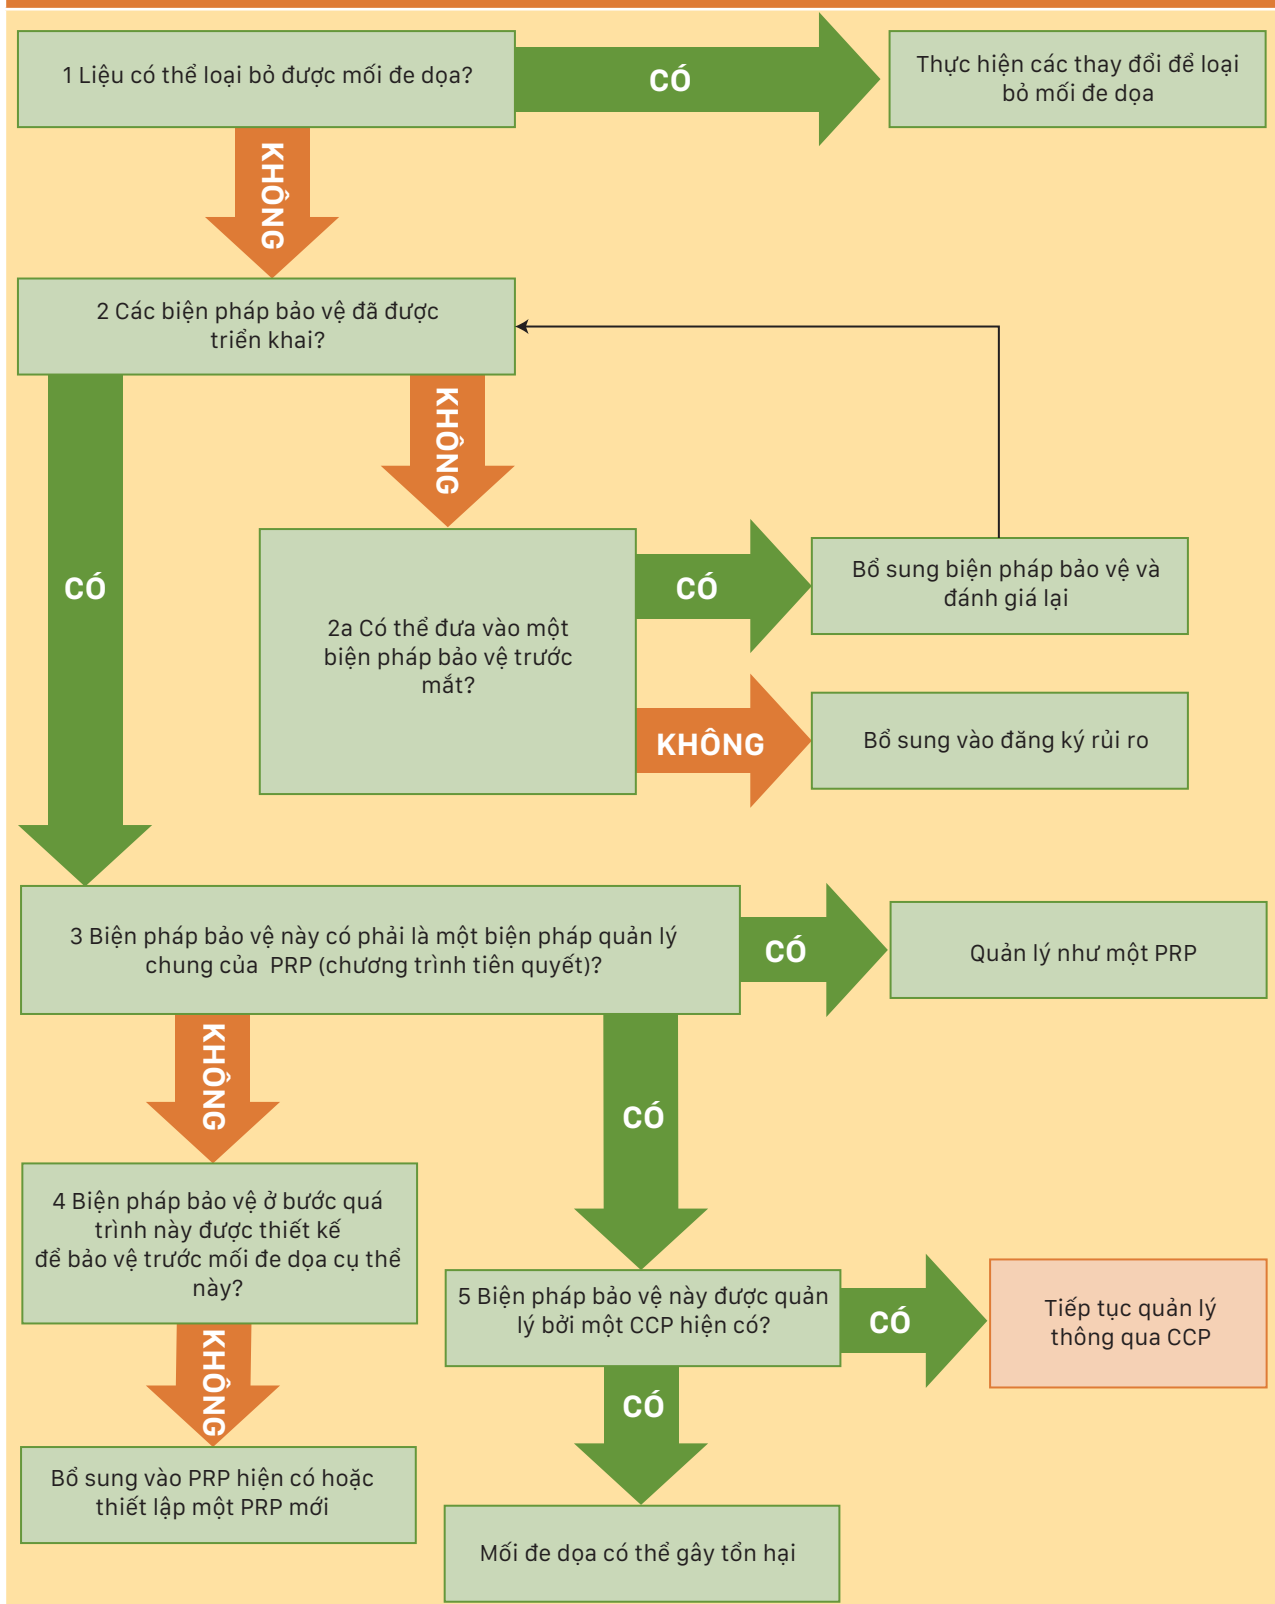 1 Liệu có thể loại bỏ được mối đe dọa?
CÓ
Thực hiện các thay đổi để loại
bỏ mối đe dọa
KHÔNG
2 Các biện pháp bảo vệ đã được
triển khai?
KHÔNG
CÓ
2a Có thể đưa vào một
biện pháp bảo vệ trước
mắt?
CÓ
Bổ sung biện pháp bảo vệ và
đánh giá lại
KHÔNG
Bổ sung vào đăng ký rủi ro
3 Biện pháp bảo vệ này có phải là một biện pháp quản lý
chung của  PRP (chương trình tiên quyết)?
CÓ
Quản lý như một PRP
KHÔNG
CÓ
4 Biện pháp bảo vệ ở bước quá
trình này được thiết kế
để bảo vệ trước mối đe dọa cụ thể
này?
5 Biện pháp bảo vệ này được quản
lý bởi một CCP hiện có?
CÓ
Tiếp tục quản lý
thông qua CCP
KHÔNG
CÓ
Bổ sung vào PRP hiện có hoặc
thiết lập một PRP mới
Mối đe dọa có thể gây tổn hại